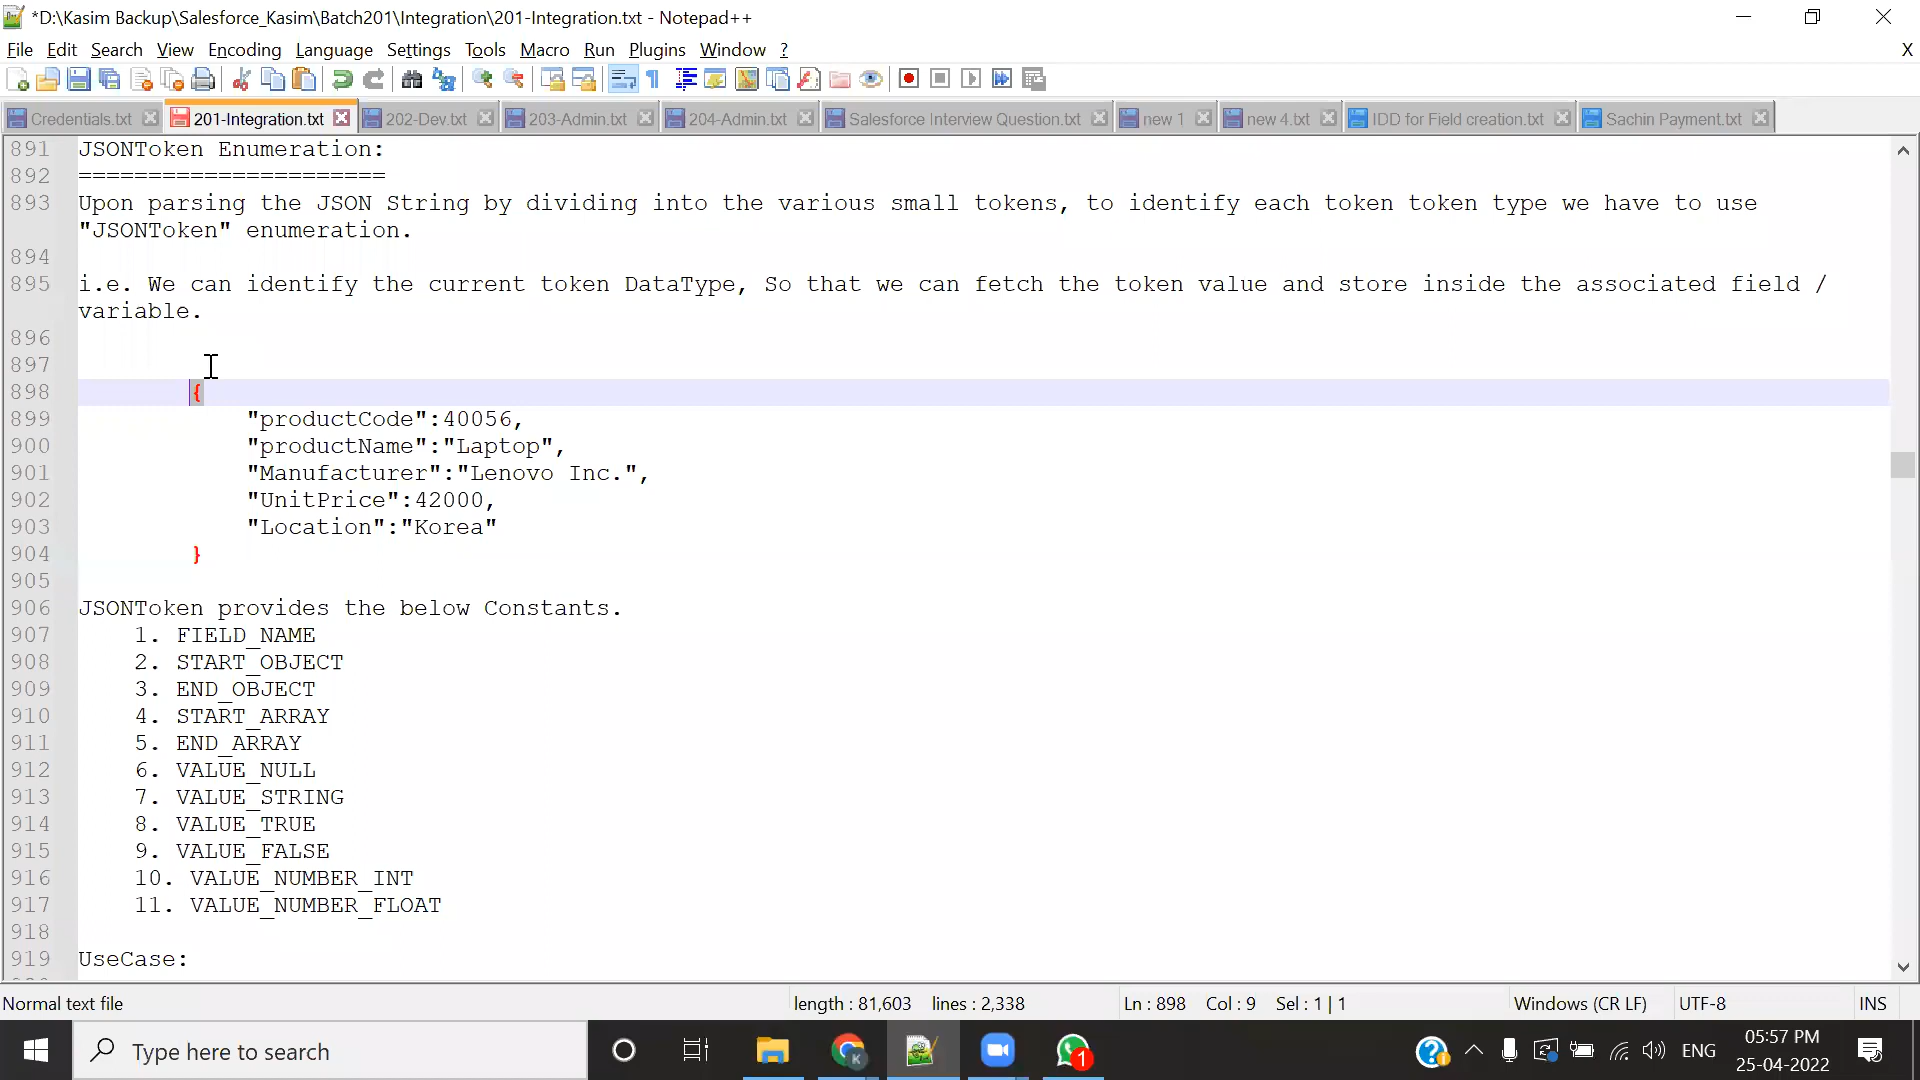 *D:\Kasim Backup\Salesforce_Kasim\Batch201\Integration\201-Integration.txt - Notepad++
File Edit Search View Encoding Language Settings Tools Macro Run Plugins Window ? X
Credentials.txt 201-Integration.txt 202-Dev.txt 203-Admin.txt 204-Admin.txt Salesforce Interview Question.txt new 1 new 4.txt IDD for Field creation.txt Sachin Payment.txt
891 JSONToken Enumeration:
892 ======================
893 Upon parsing the JSON String by dividing into the various small tokens, to identify each token token type we have to use
"JSONToken" enumeration.
894
895 i.e. We can identify the current token DataType, So that we can fetch the token value and store inside the associated field /
variable.
896
897
898 {
899 "productCode":40056,
900 "productName":"Laptop",
901 "Manufacturer":"Lenovo Inc.",
902 "UnitPrice":42000,
903 "Location":"Korea"
904 }
905
906 JSONToken provides the below Constants.
907 1. FIELD_NAME
908 2. START_OBJECT
909 3. END_OBJECT
910 4. START_ARRAY
911 5. END_ARRAY
912 6. VALUE_NULL
913 7. VALUE_STRING
914 8. VALUE_TRUE
915 9. VALUE_FALSE
916 10. VALUE_NUMBER_INT
917 11. VALUE_NUMBER_FLOAT
918
919 UseCase:
Normal text file length : 81,603 lines : 2,338 Ln : 898 Col : 9 Sel : 1 | 1 Windows (CR LF) UTF-8 INS
Type here to search K 1 ENG 05:57 PM
25-04-2022